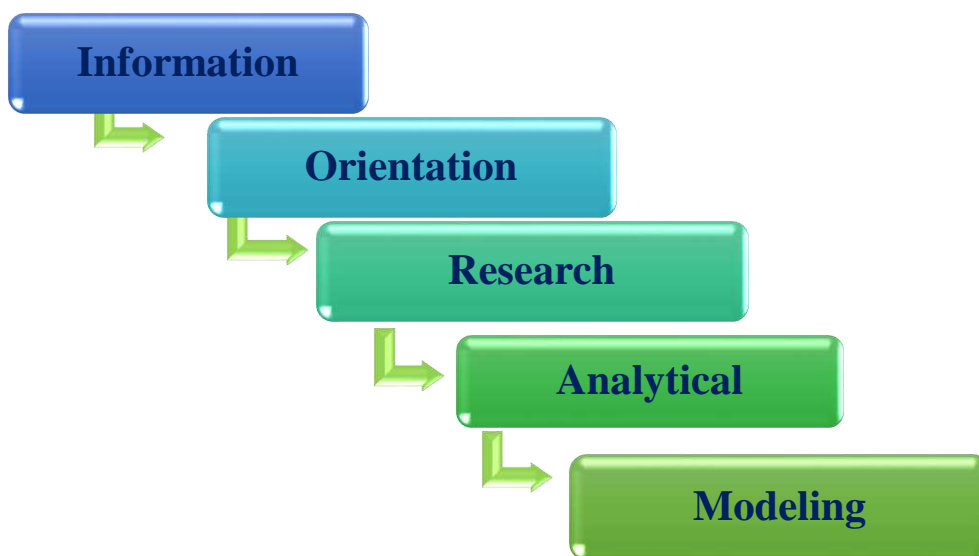 Information
Orientation
Research
Analytical
Modeling